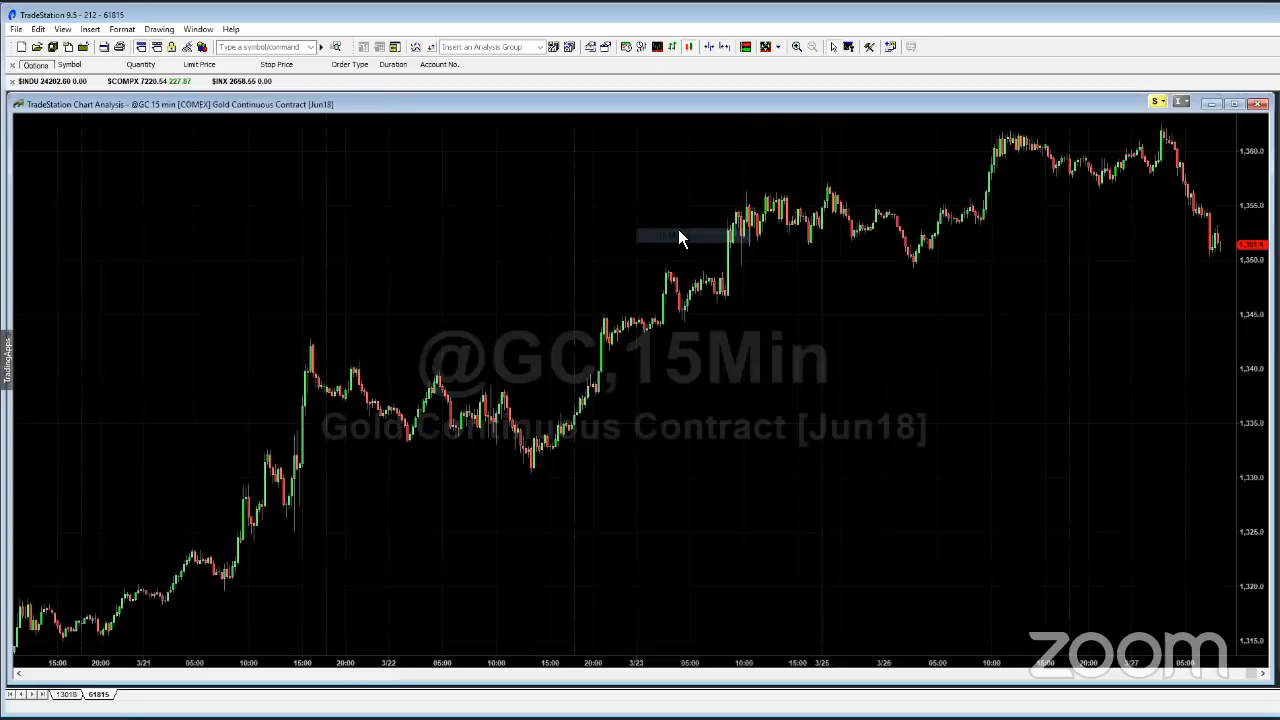 TradeStation 9.5 - 212 - 61815
File Edit View Insert Format Drawing Window Help
Type a symbol/command
Insert an Analysis Group
Options Symbol Quantity Limit Price Stop Price Order Type Duration Account No.
$INDU 24202.60 0.00 $COMPX 7220.54 227.87 $INX 2658.55 0.00
TradeStation Chart Analysis - @GC 15 min [COMEX] Gold Continuous Contract [Jun18]
S
I
1,360.0
1,355.0
1,351.4
1,350.0
1,345.0
TradingApps
@GC,15Min
1,340.0
Gold Continuous Contract [Jun18]
1,335.0
1,330.0
1,325.0
1,320.0
1,315.0
zoom
15:00 20:00 3/21 05:00 10:00 15:00 20:00 3/22 05:00 10:00 15:00 20:00 3/23 05:00 10:00 15:00 3/25 3/26 05:00 10:00 15:00 20:00 3/27 05:00
13018 61815